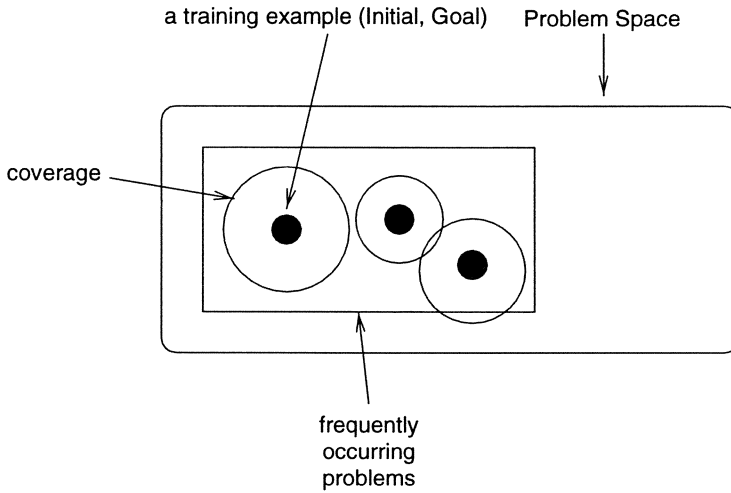 a training example (Initial, Goal)
Problem Space
coverage
frequently
occurring
problems